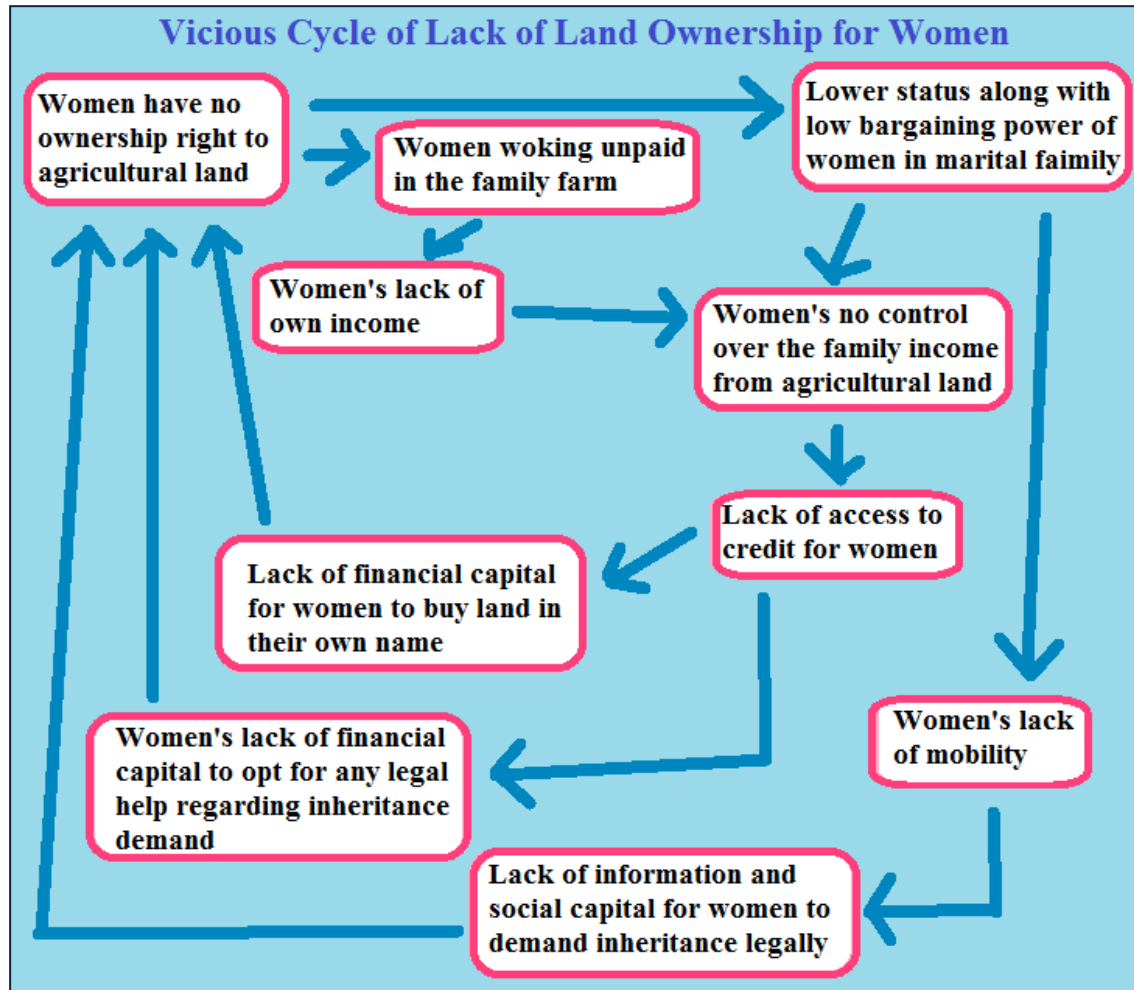 Vicious Cycle of Lack of Land Ownership for Women
Women have no
ownership right to
agricultural land
Lower status along with
low bargaining power of
women in marital faimily
Women woking unpaid
in the family farm
Women's lack of
own income
Women's no control
over the family income
from agricultural land
Lack of access to
credit for women
Lack of financial capital
for women to buy land in
their own name
Women's lack of financial
capital to opt for any legal
help regarding inheritance
demand
Women's lack
of mobility
Lack of information and
social capital for women to
demand inheritance legally